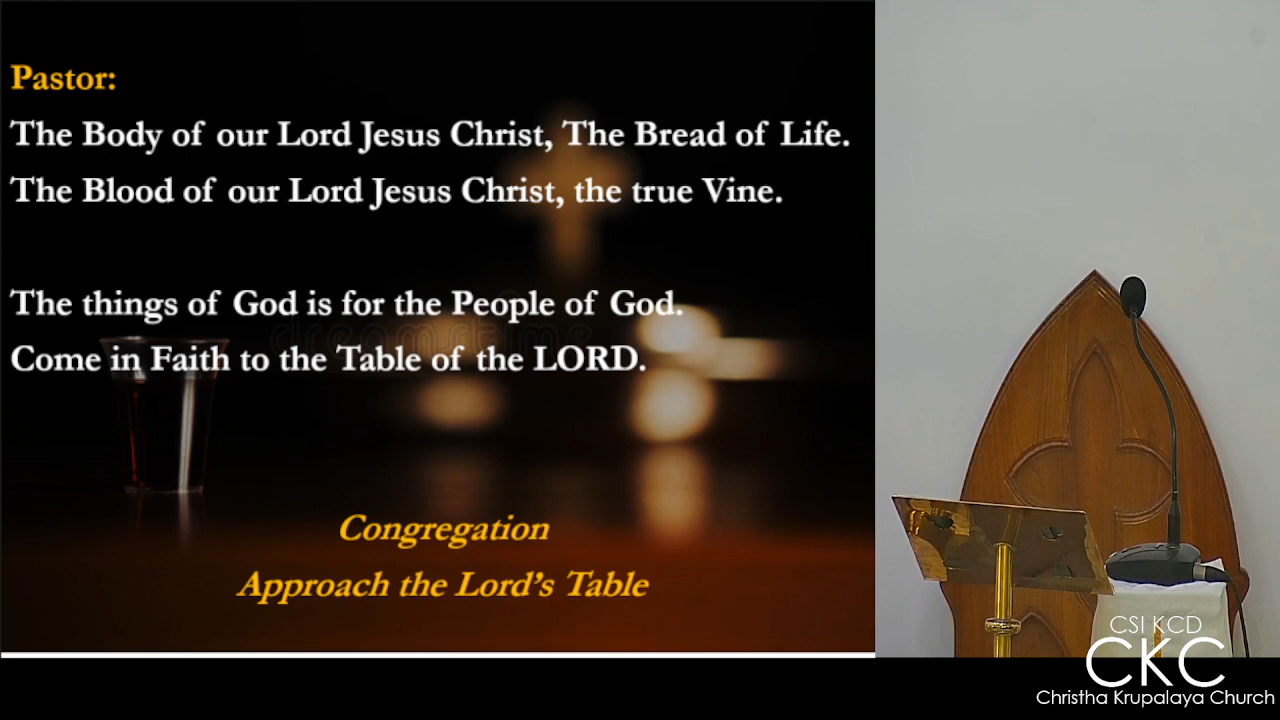 Pastor:
The Body of our Lord Jesus Christ, The Bread of Life.
The Blood of our Lord Jesus Christ, the true Vine.
The things of God is for the People of God.
Come in Faith to the Table of the LORD.
Congregation
Approach the Lord's Table
CSI KCD
CKC
Christha Krupalaya Church